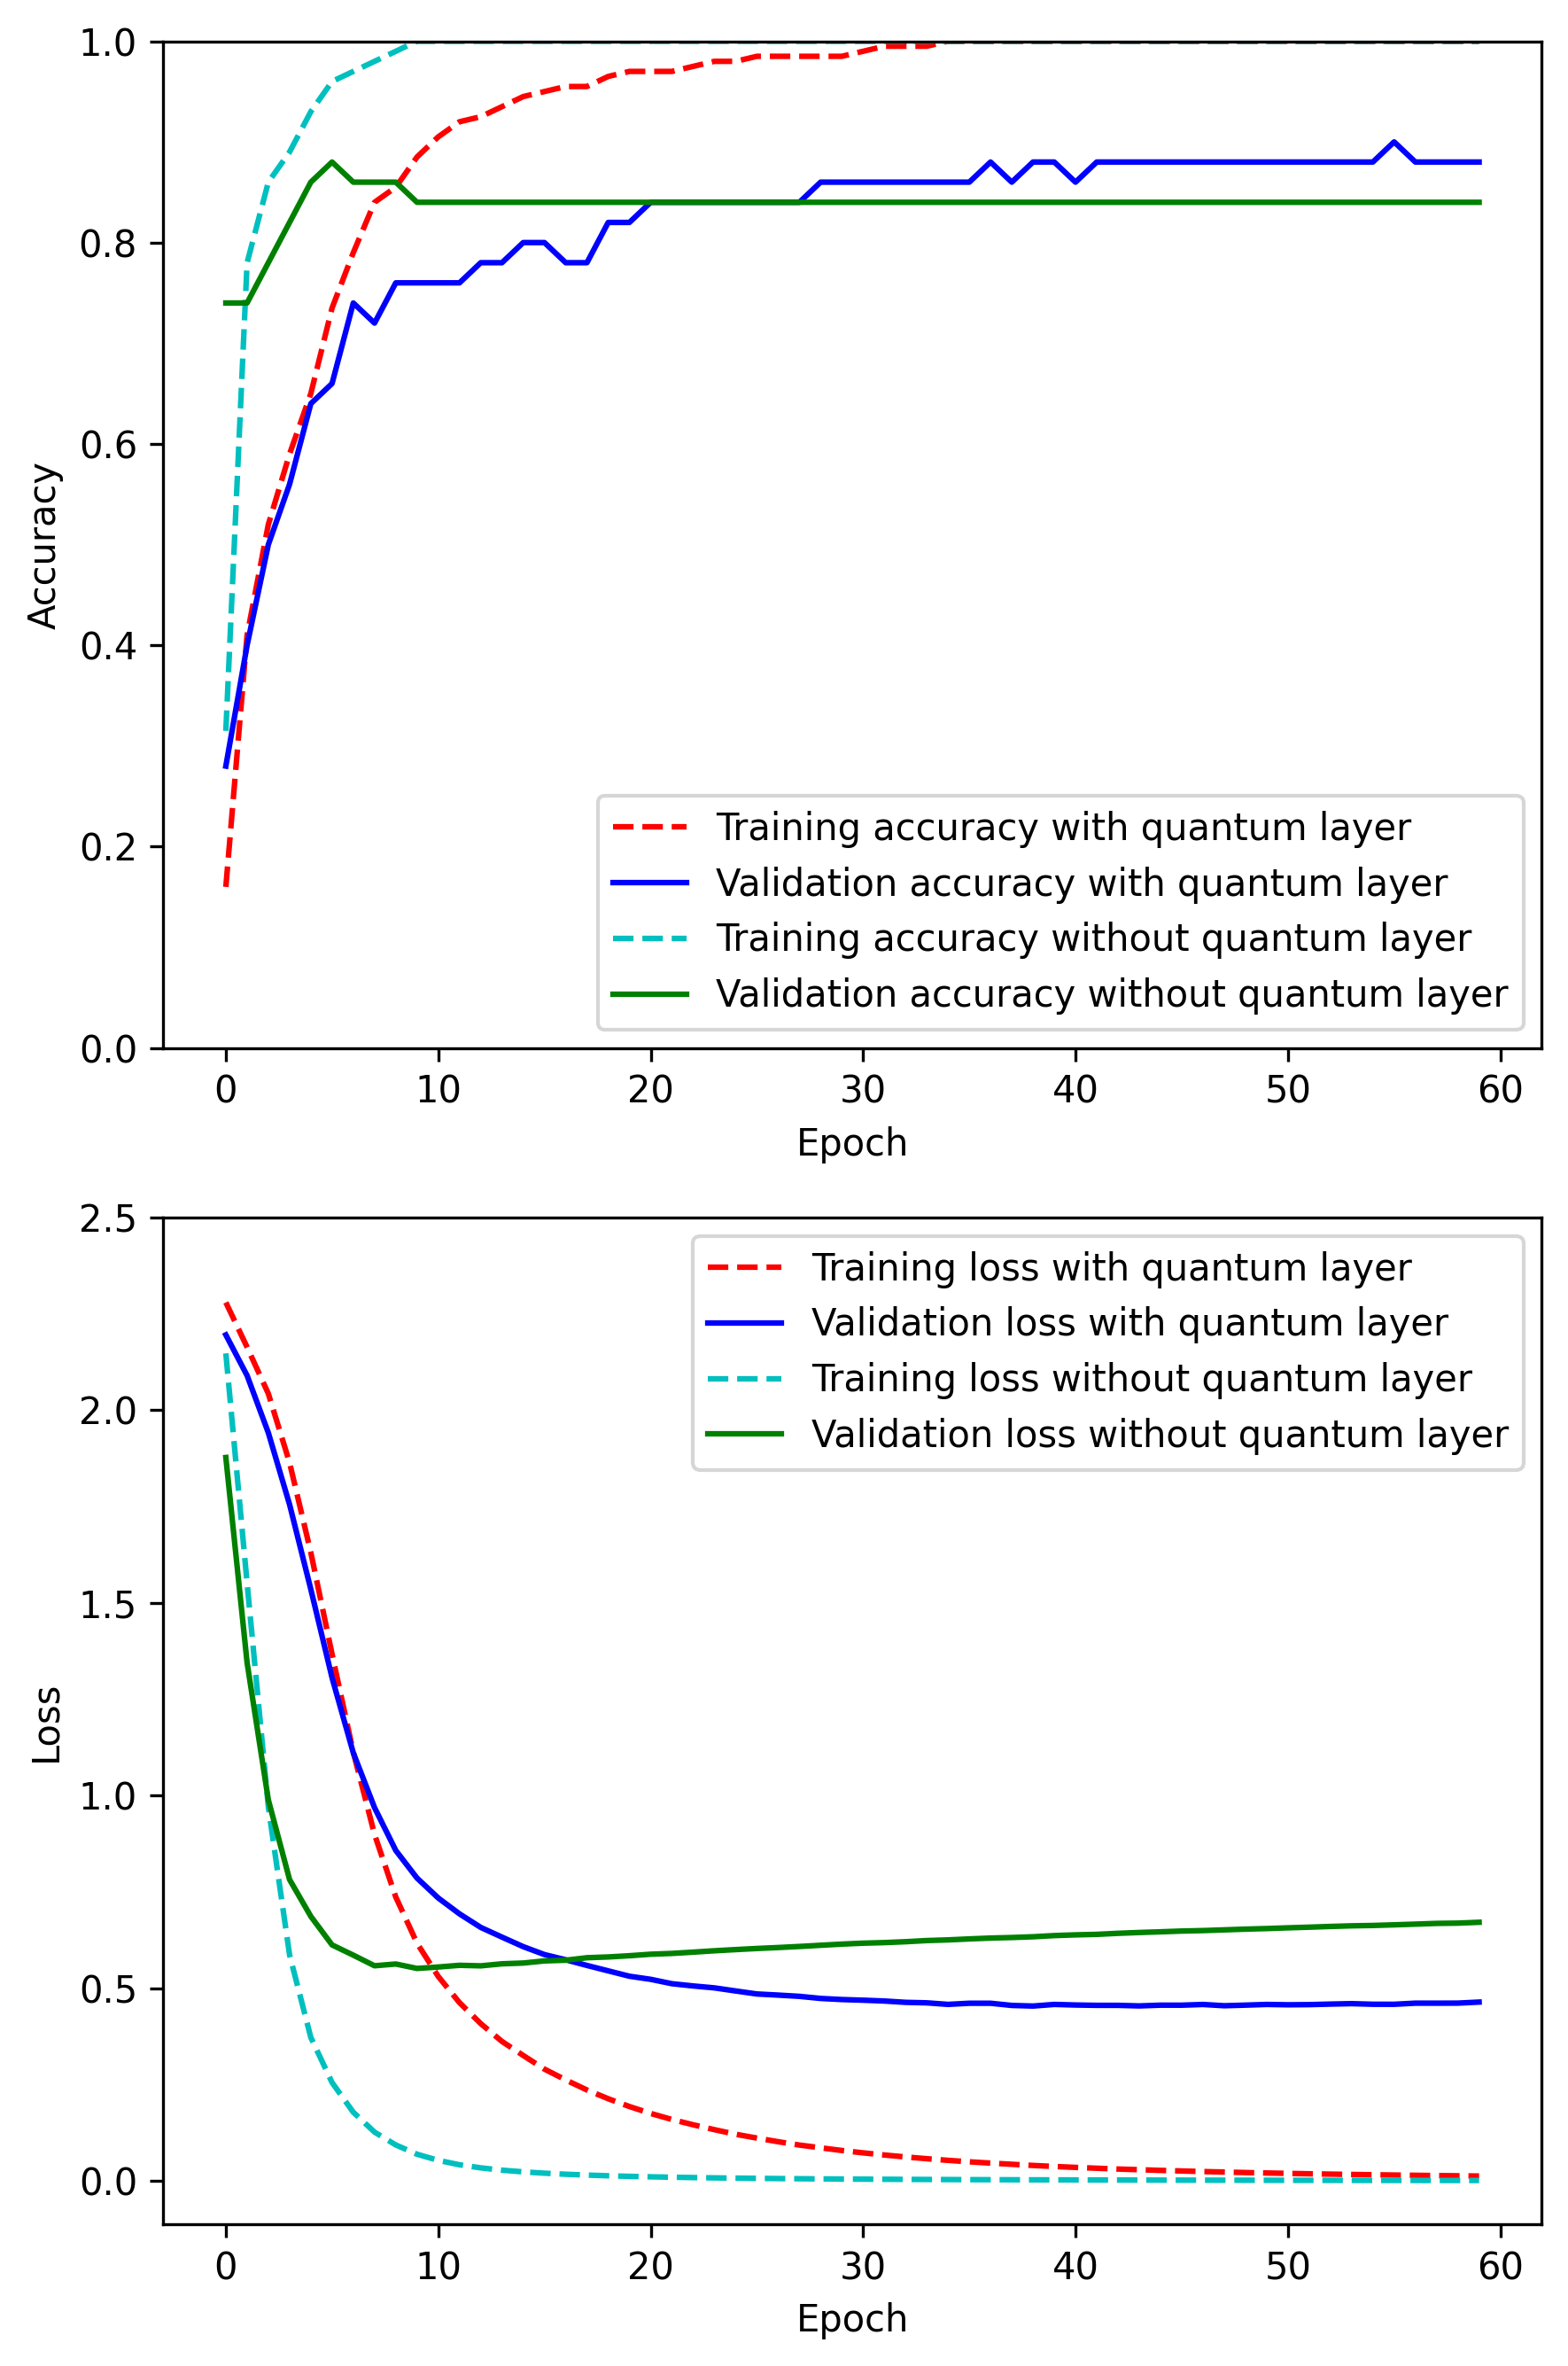 1.0
0.8
0.6
0.4
0.2
0.0
Accuracy
Training accuracy with quantum layer
Validation accuracy with quantum layer
Training accuracy without quantum layer
Validation accuracy without quantum layer
0 10 20 30 40 50 60
Epoch
2.5
2.0
1.5
1.0
0.5
0.0
Loss
Training loss with quantum layer
Validation loss with quantum layer
Training loss without quantum layer
Validation loss without quantum layer
0 10 20 30 40 50 60
Epoch